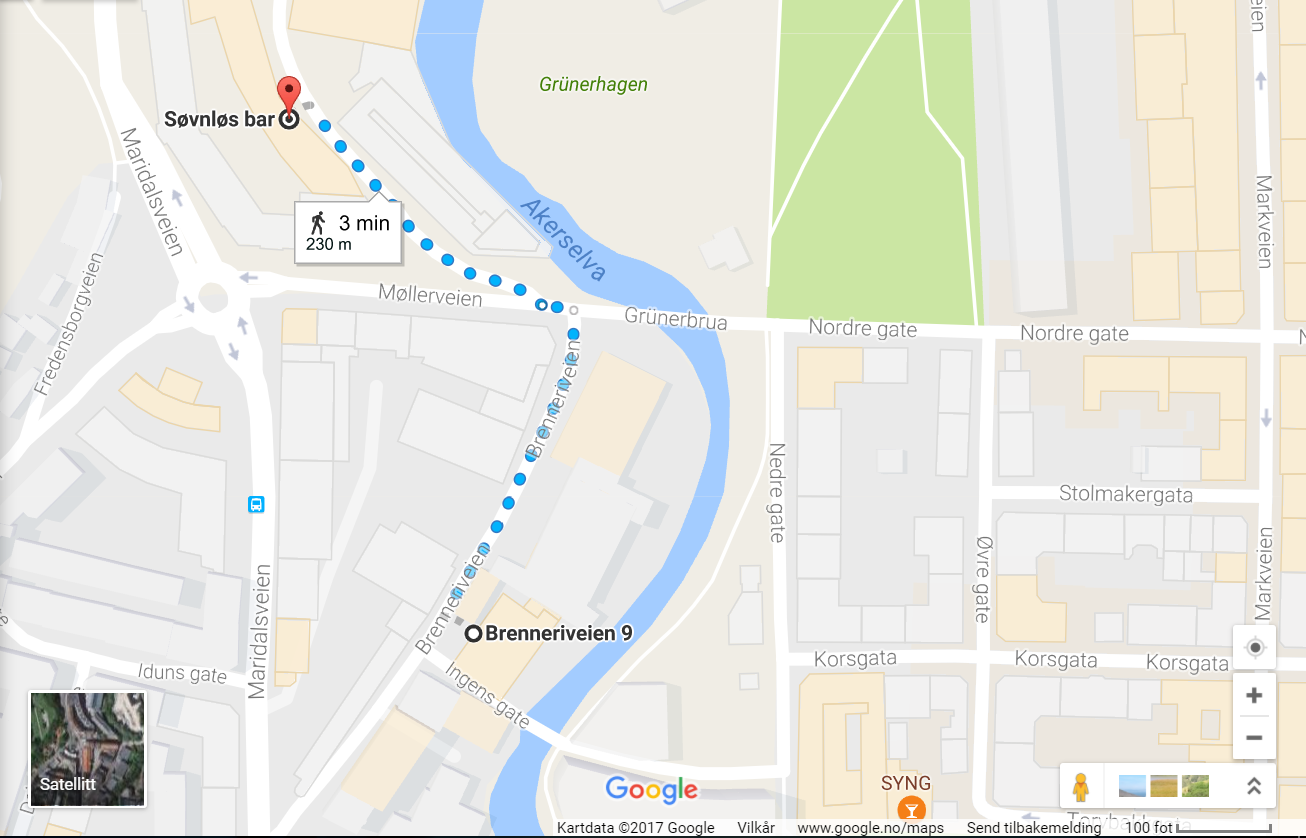 Grünerhagen
Søvnløs bar
Maridalsveien
3 min
230 m
Akerselva
Markveien
Fredensborgveien
Møllerveien
Grünerbrua
Nordre gate
Nordre gate
Brenneriveien
Nedre gate
Stolmakergata
Øvre gate
Markveien
Brenneriveien
Brenneriveien 9
Maridalsveien
Iduns gate
Ingens gate
Korsgata
Korsgata
Korsgata
Satellitt
Google
SYNG
Kartdata ©2017 Google Vilkår www.google.no/maps Send tilbakemelding 100 fot